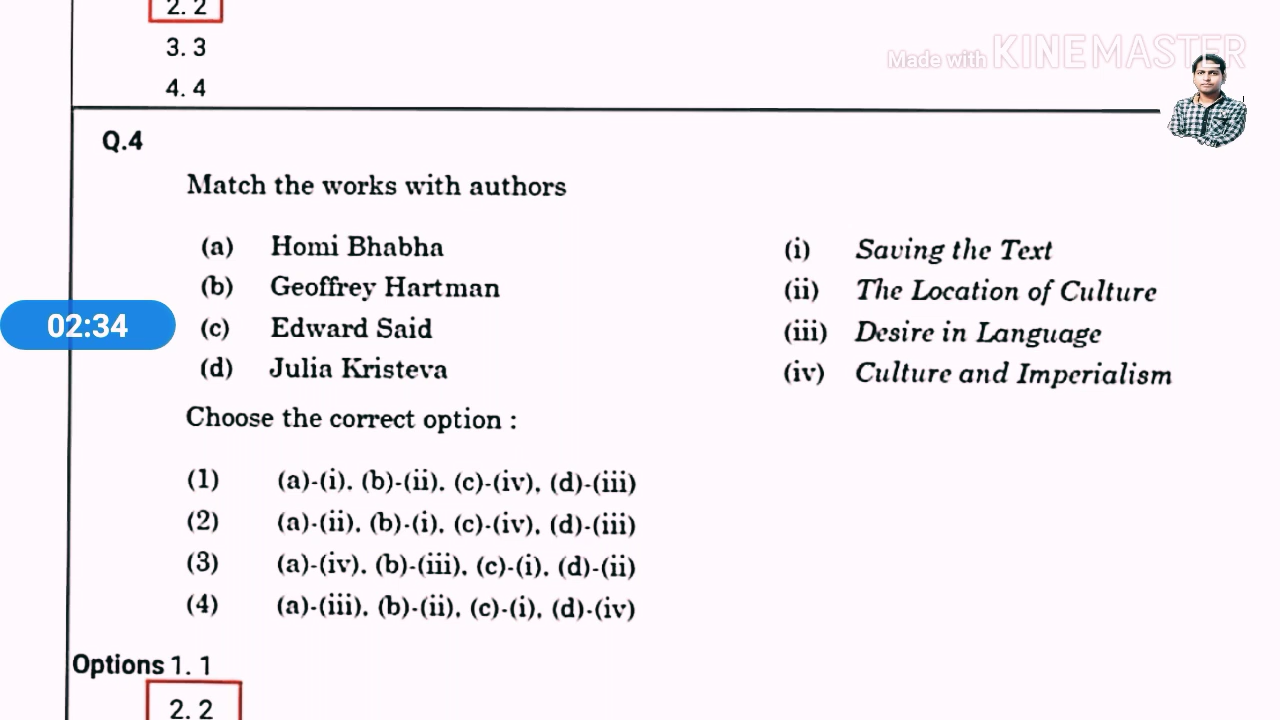 2. 2
3. 3
4. 4
Made with KINEMASTER
Q.4
Match the works with authors
(a) Homi Bhabha (i) Saving the Text
(b) Geoffrey Hartman (ii) The Location of Culture
02:34
(c) Edward Said (iii) Desire in Language
(d) Julia Kristeva (iv) Culture and Imperialism
Choose the correct option :
(1) (a)-(i), (b)-(ii), (c)-(iv), (d)-(iii)
(2) (a)-(ii), (b)-(i), (c)-(iv), (d)-(iii)
(3) (a)-(iv), (b)-(iii), (c)-(i), (d)-(ii)
(4) (a)-(iii), (b)-(ii), (c)-(i), (d)-(iv)
Options 1. 1
2. 2